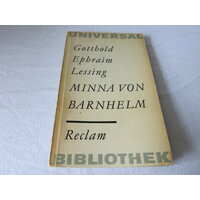 UNIVERSAL
Gotthold
Ephraim
Lessing
MINNA VON
BARNHELM
Reclam
BIBLIOTHEK